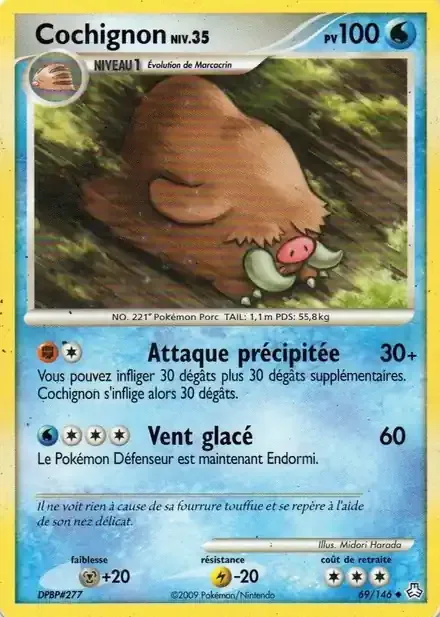 Cochignon NIV.35 PV 100
NIVEAU 1 Évolution de Marcacrin
NO. 221 Pokémon Porc TAIL: 1,1 m PDS: 55,8 kg
Attaque précipitée 30+
Vous pouvez infliger 30 dégâts plus 30 dégâts supplémentaires.
Cochignon s'inflige alors 30 dégâts.
Vent glacé 60
Le Pokémon Défenseur est maintenant Endormi.
Il ne voit rien à cause de sa fourrure touffue et se repère à l'aide
de son nez délicat.
Illus. Midori Harada
faiblesse résistance coût de retraite
+20 -20
DPBP#277 ©2009 Pokémon/Nintendo 69/146